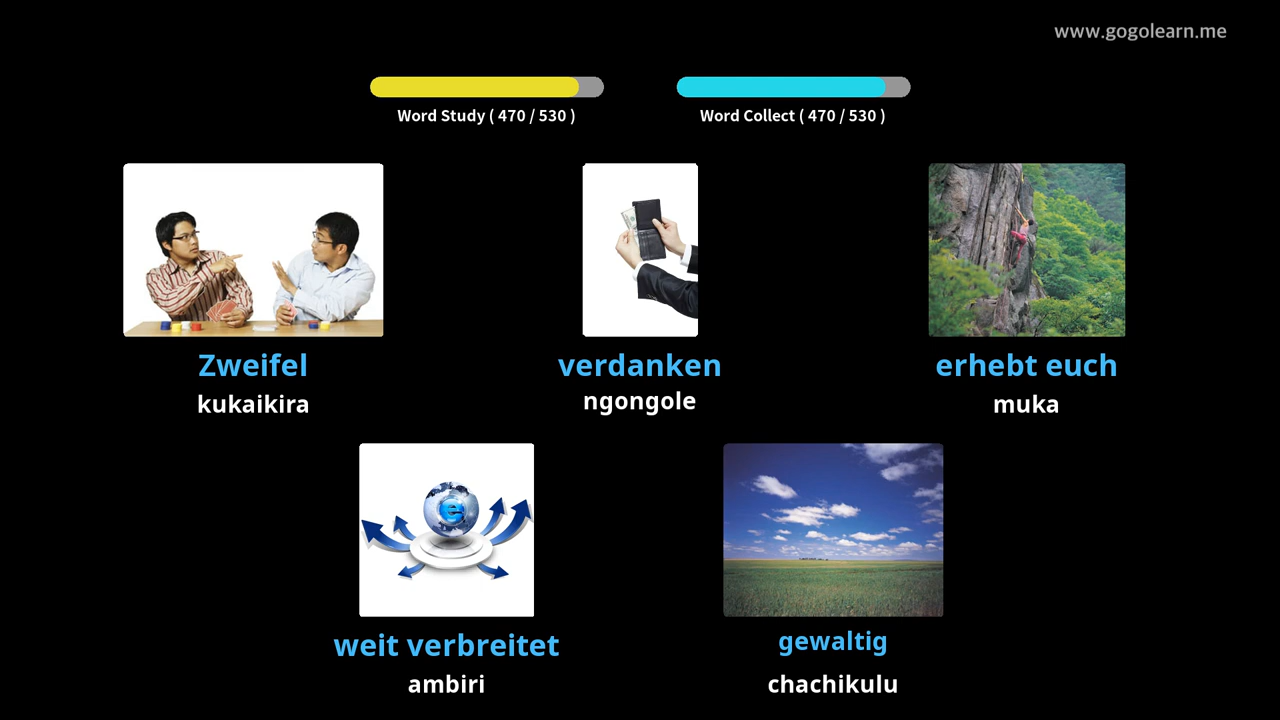 www.gogolearn.me
Word Study ( 470 / 530 )
Word Collect ( 470 / 530 )
Zweifel
kukaikira
verdanken
ngongole
erhebt euch
muka
e
weit verbreitet
ambiri
gewaltig
chachikulu